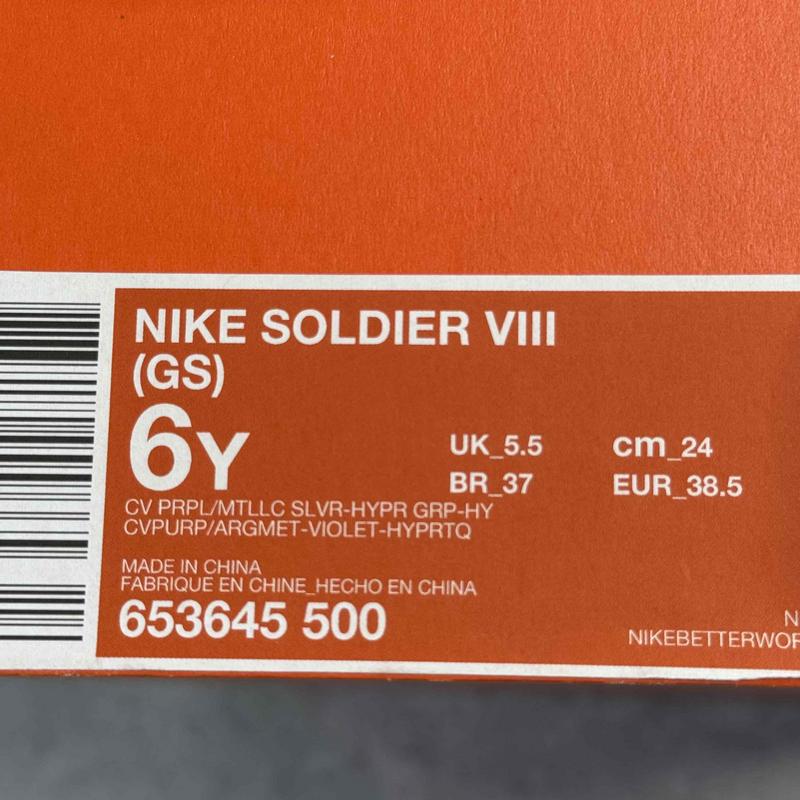 NIKE SOLDIER VIII
(GS)
6Y
UK_5.5 cm_24
BR_37 EUR_38.5
CV PRPL/MTLLC SLVR-HYPR GRP-HY
CVPURP/ARGMET-VIOLET-HYPRTQ
MADE IN CHINA
FABRIQUE EN CHINE_HECHO EN CHINA
653645 500